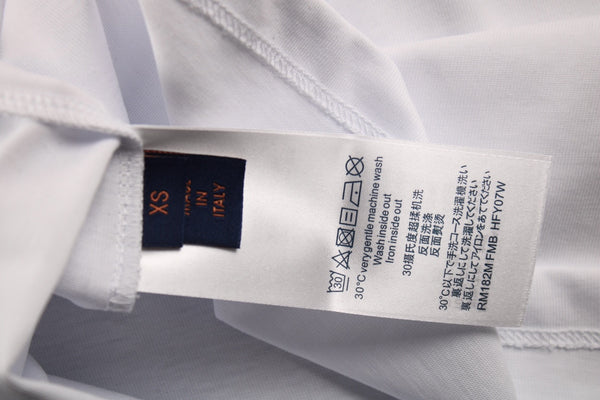 XS
MADE
IN
ITALY
30
30°C very gentle machine wash
Wash inside out
Iron inside out
30摄氏度超揉机洗
反面洗涤
反面熨烫
30℃以下で手洗コース洗濯機洗い
裏返しにして洗濯してください
裏返しにしてアイロンをあててください
RM182M FMB HFY07W